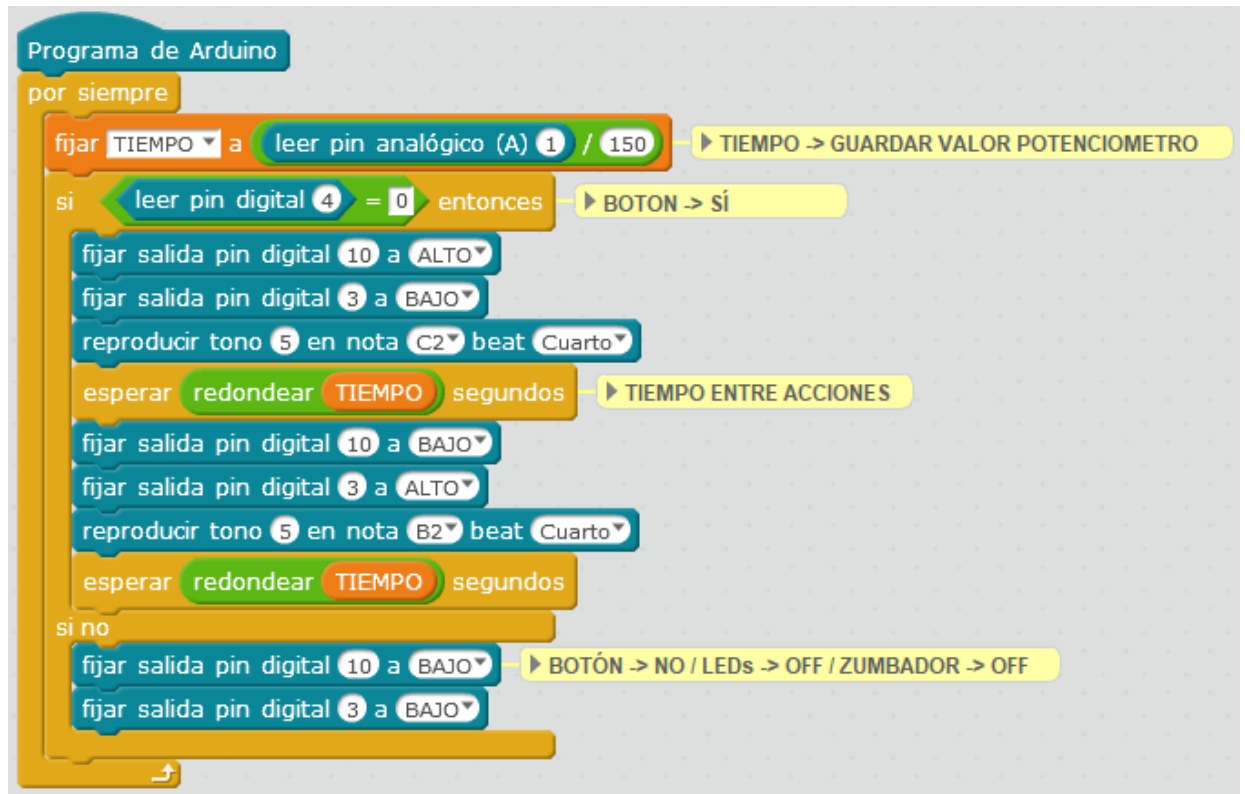 Programa de Arduino
por siempre
fijar TIEMPO a leer pin analógico (A) 1 / 150 TIEMPO -> GUARDAR VALOR POTENCIOMETRO
si leer pin digital 4 = 0 entonces BOTON -> SÍ
fijar salida pin digital 10 a ALTO
fijar salida pin digital 3 a BAJO
reproducir tono 5 en nota C2 beat Cuarto
esperar redondear TIEMPO segundos TIEMPO ENTRE ACCIONES
fijar salida pin digital 10 a BAJO
fijar salida pin digital 3 a ALTO
reproducir tono 5 en nota B2 beat Cuarto
esperar redondear TIEMPO segundos
si no
fijar salida pin digital 10 a BAJO BOTÓN -> NO / LEDs -> OFF / ZUMBADOR -> OFF
fijar salida pin digital 3 a BAJO